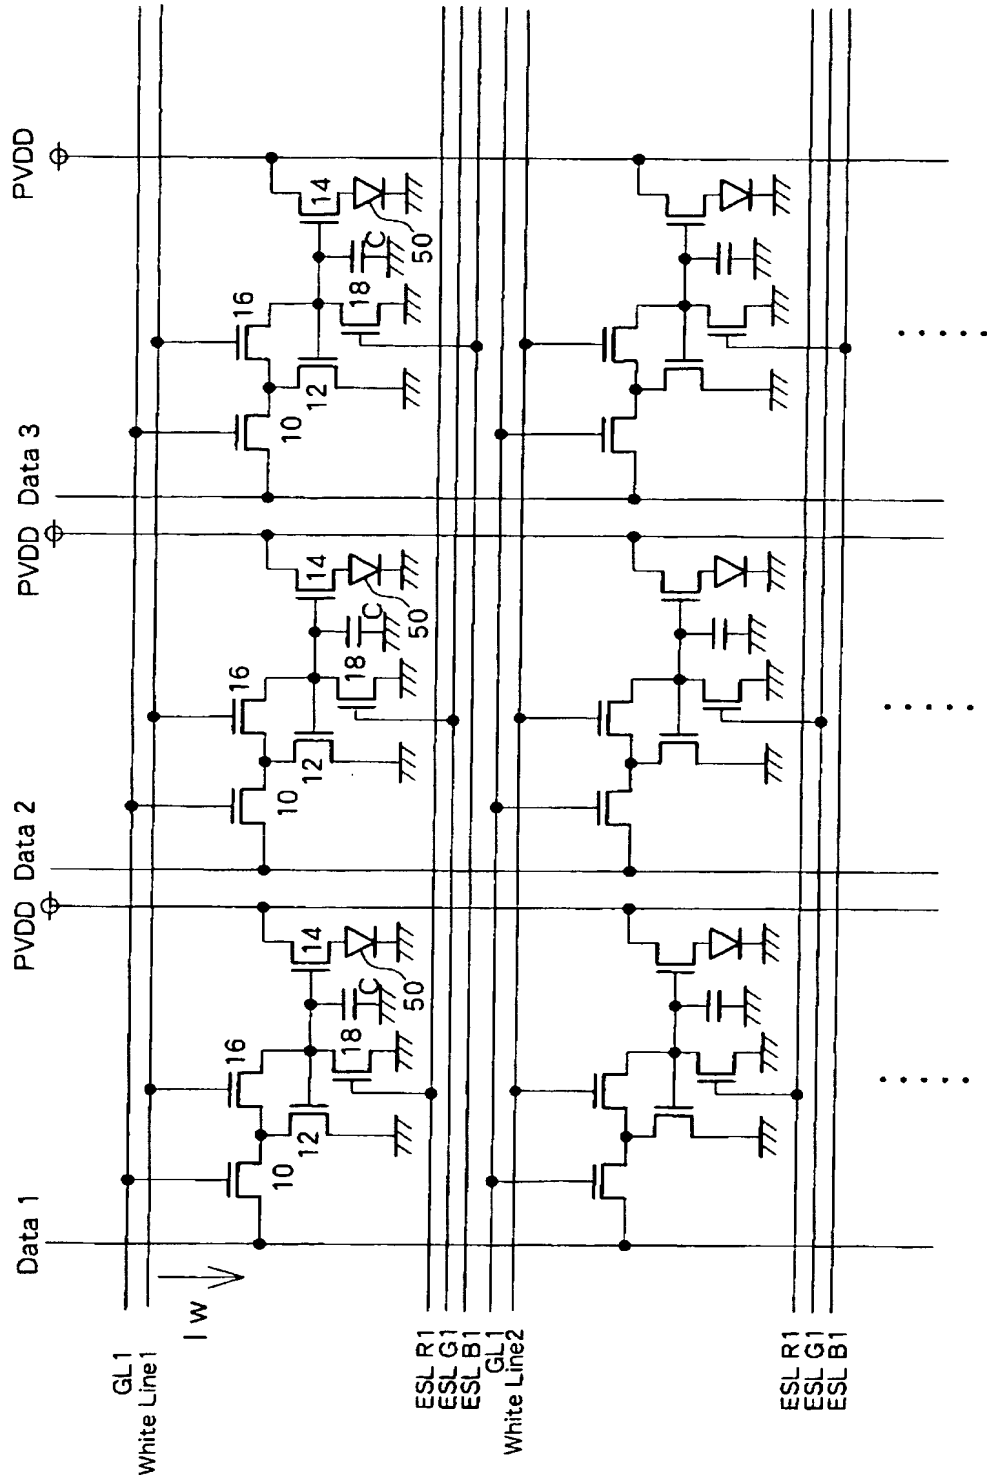 Data 1 PVDD Data 2 PVDD Data 3 PVDD
GL1
White Line1
I W
16 16 16
10 10 10
12 14 12 14 12 14
18 C 18 C 18 C
50 50 50
ESL R1
ESL G1
ESL B1
GL1
White Line2
ESL R1
ESL G1
ESL B1